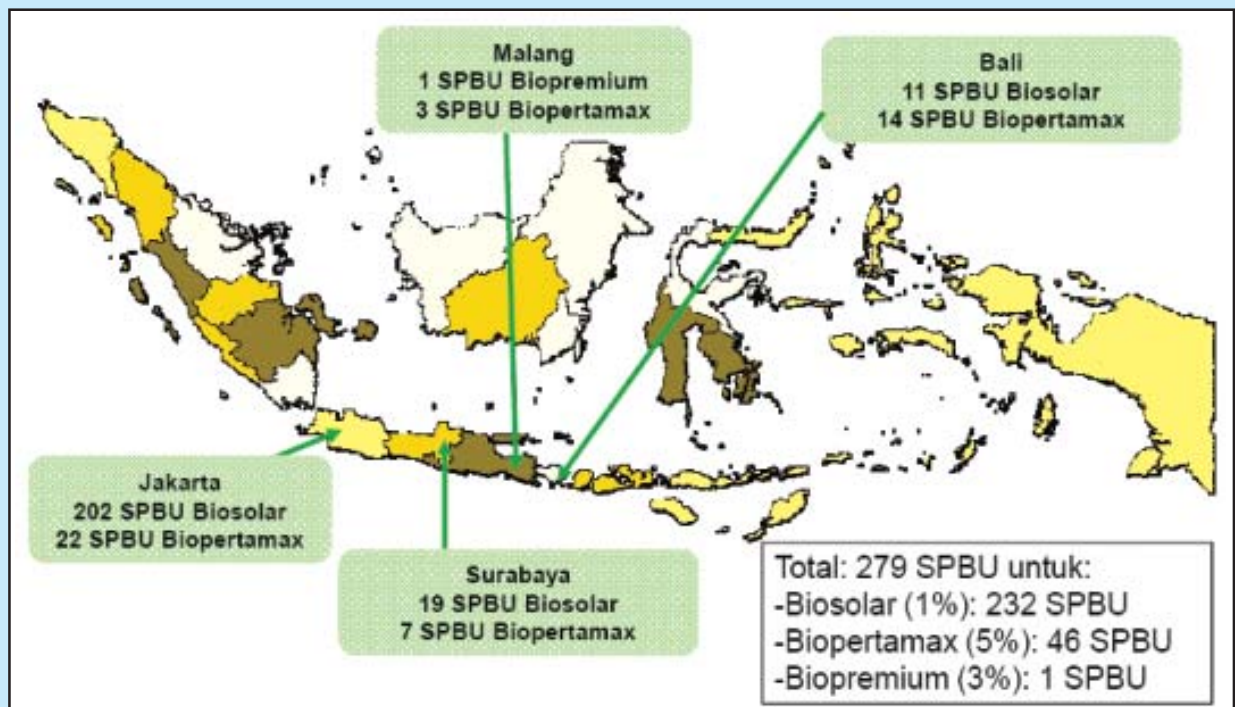 Malang
1 SPBU Biopremium
3 SPBU Biopertamax
Bali
11 SPBU Biosolar
14 SPBU Biopertamax
Jakarta
202 SPBU Biosolar
22 SPBU Biopertamax
Surabaya
19 SPBU Biosolar
7 SPBU Biopertamax
Total: 279 SPBU untuk:
-Biosolar (1%): 232 SPBU
-Biopertamax (5%): 46 SPBU
-Biopremium (3%): 1 SPBU